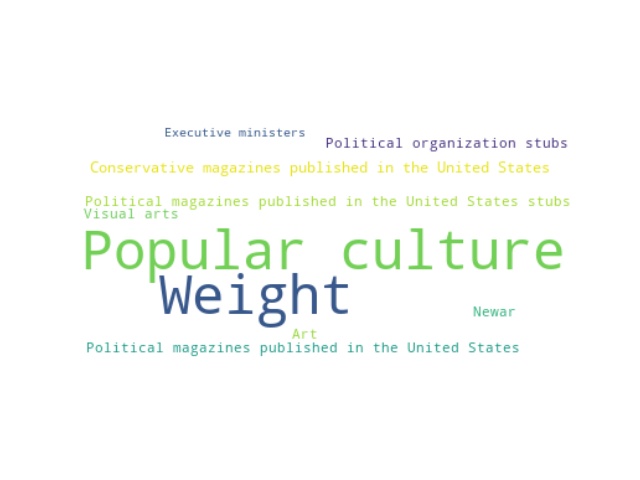 Executive ministers
Political organization stubs
Conservative magazines published in the United States
Political magazines published in the United States stubs
Visual arts
Popular culture
Weight
Newar
Art
Political magazines published in the United States